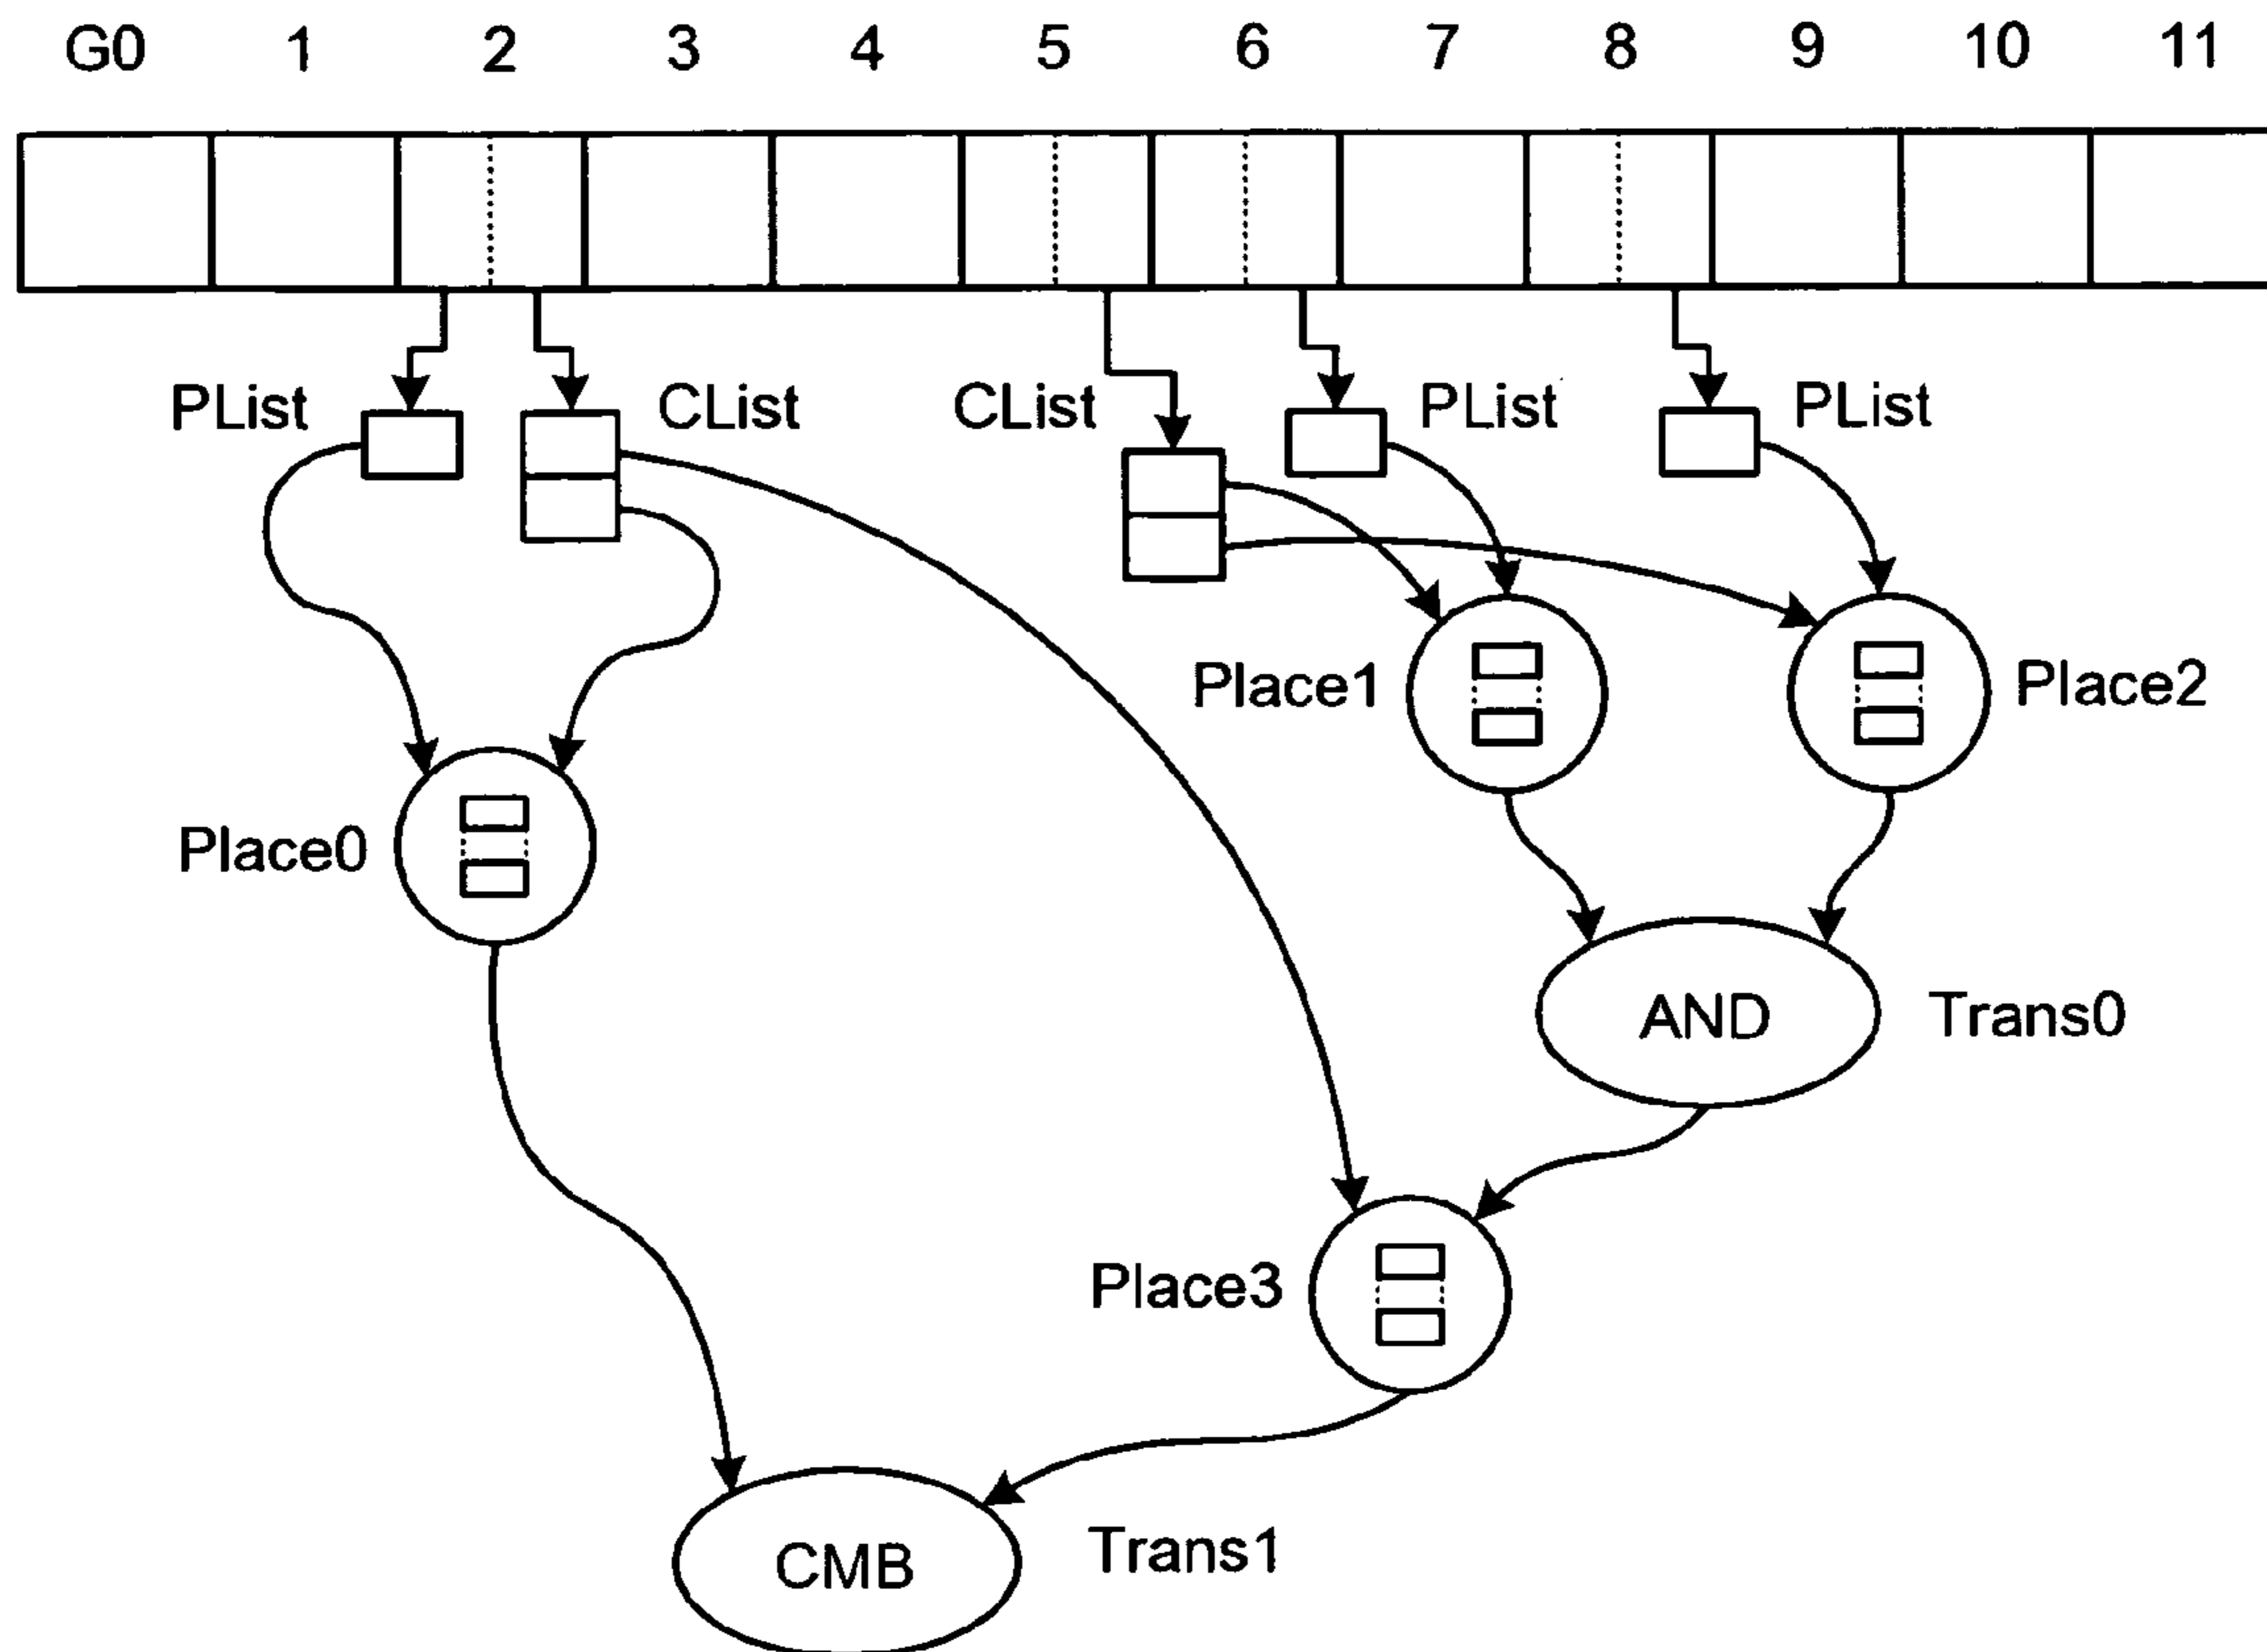 G0 1 2 3 4 5 6 7 8 9 10 11
PList CList CList PList PList
Place1 Place2
Place0
AND Trans0
Place3
CMB Trans1